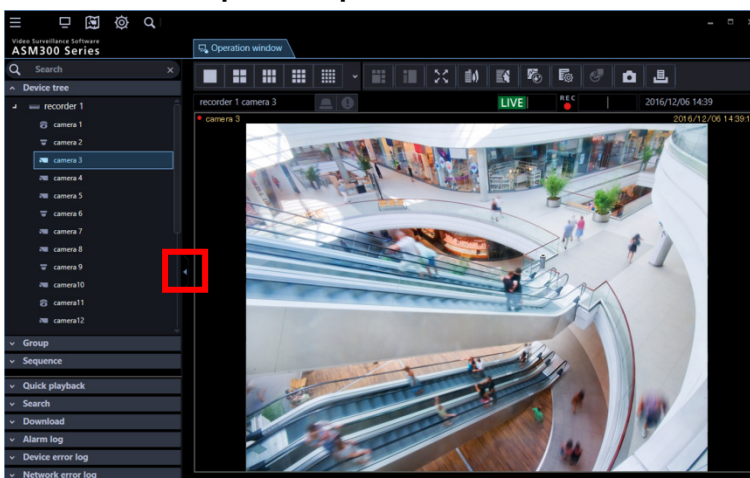 Video Surveillance Software
ASM300 Series
Operation window
Search
Device tree
recorder 1
camera 1
camera 2
camera 3
camera 4
camera 5
camera 6
camera 7
camera 8
camera 9
camera10
camera11
camera12
Group
Sequence
Quick playback
Search
Download
Alarm log
Device error log
Network error log
recorder 1 camera 3
LIVE
REC
2016/12/06 14:39
camera 3
2016/12/06 14:39:1